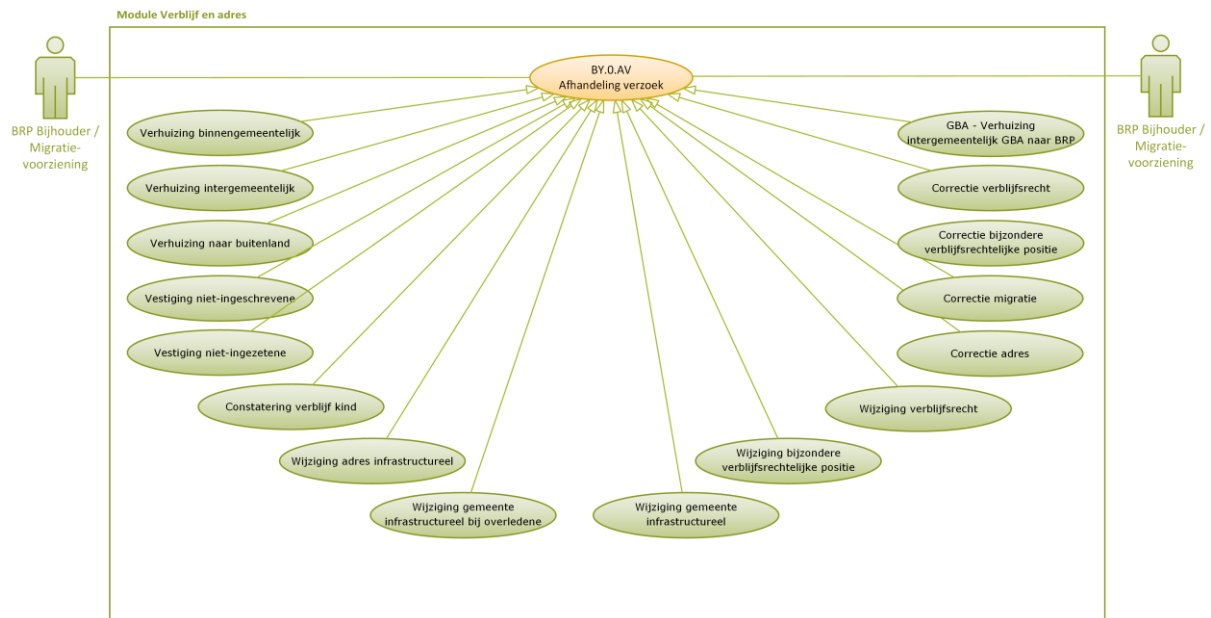 Module Verblijf en adres
BY.0.AV
Afhandeling verzoek
BRP Bijhouder /
Migratie-
voorziening
BRP Bijhouder /
Migratie-
voorziening
Verhuizing binnengemeentelijk
Verhuizing intergemeentelijk
Verhuizing naar buitenland
Vestiging niet-ingeschrevene
Vestiging niet-ingezetene
Constatering verblijf kind
Wijziging adres infrastructureel
Wijziging gemeente
infrastructureel bij overledene
Wijziging gemeente
infrastructureel
Wijziging bijzondere
verblijfsrechtelijke positie
Wijziging verblijfsrecht
GBA - Verhuizing
intergemeentelijk GBA naar BRP
Correctie verblijfsrecht
Correctie bijzondere
verblijfsrechtelijke positie
Correctie migratie
Correctie adres